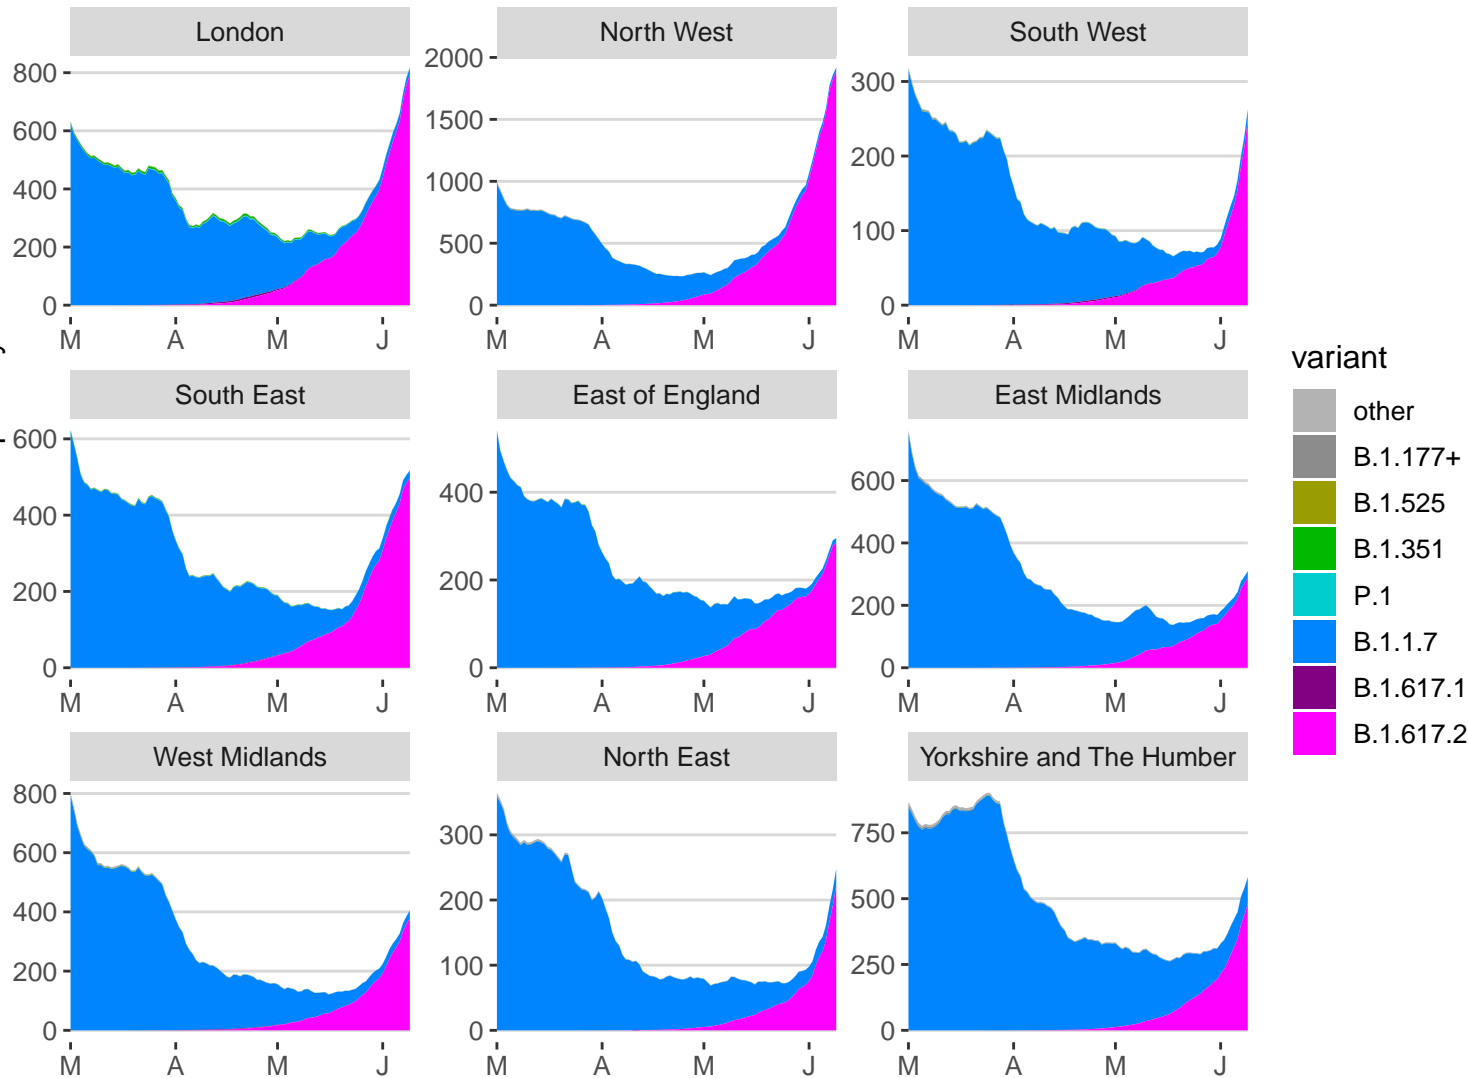 London
North West
South West
800
600
400
200
0
2000
1500
1000
500
0
300
200
100
0
M A M J
M A M J
M A M J
South East
East of England
East Midlands
600
400
200
0
400
200
0
600
400
200
0
M A M J
M A M J
M A M J
West Midlands
North East
Yorkshire and The Humber
800
600
400
200
0
300
200
100
0
750
500
250
0
M A M J
M A M J
M A M J
variant
other
B.1.177+
B.1.525
B.1.351
P.1
B.1.1.7
B.1.617.1
B.1.617.2